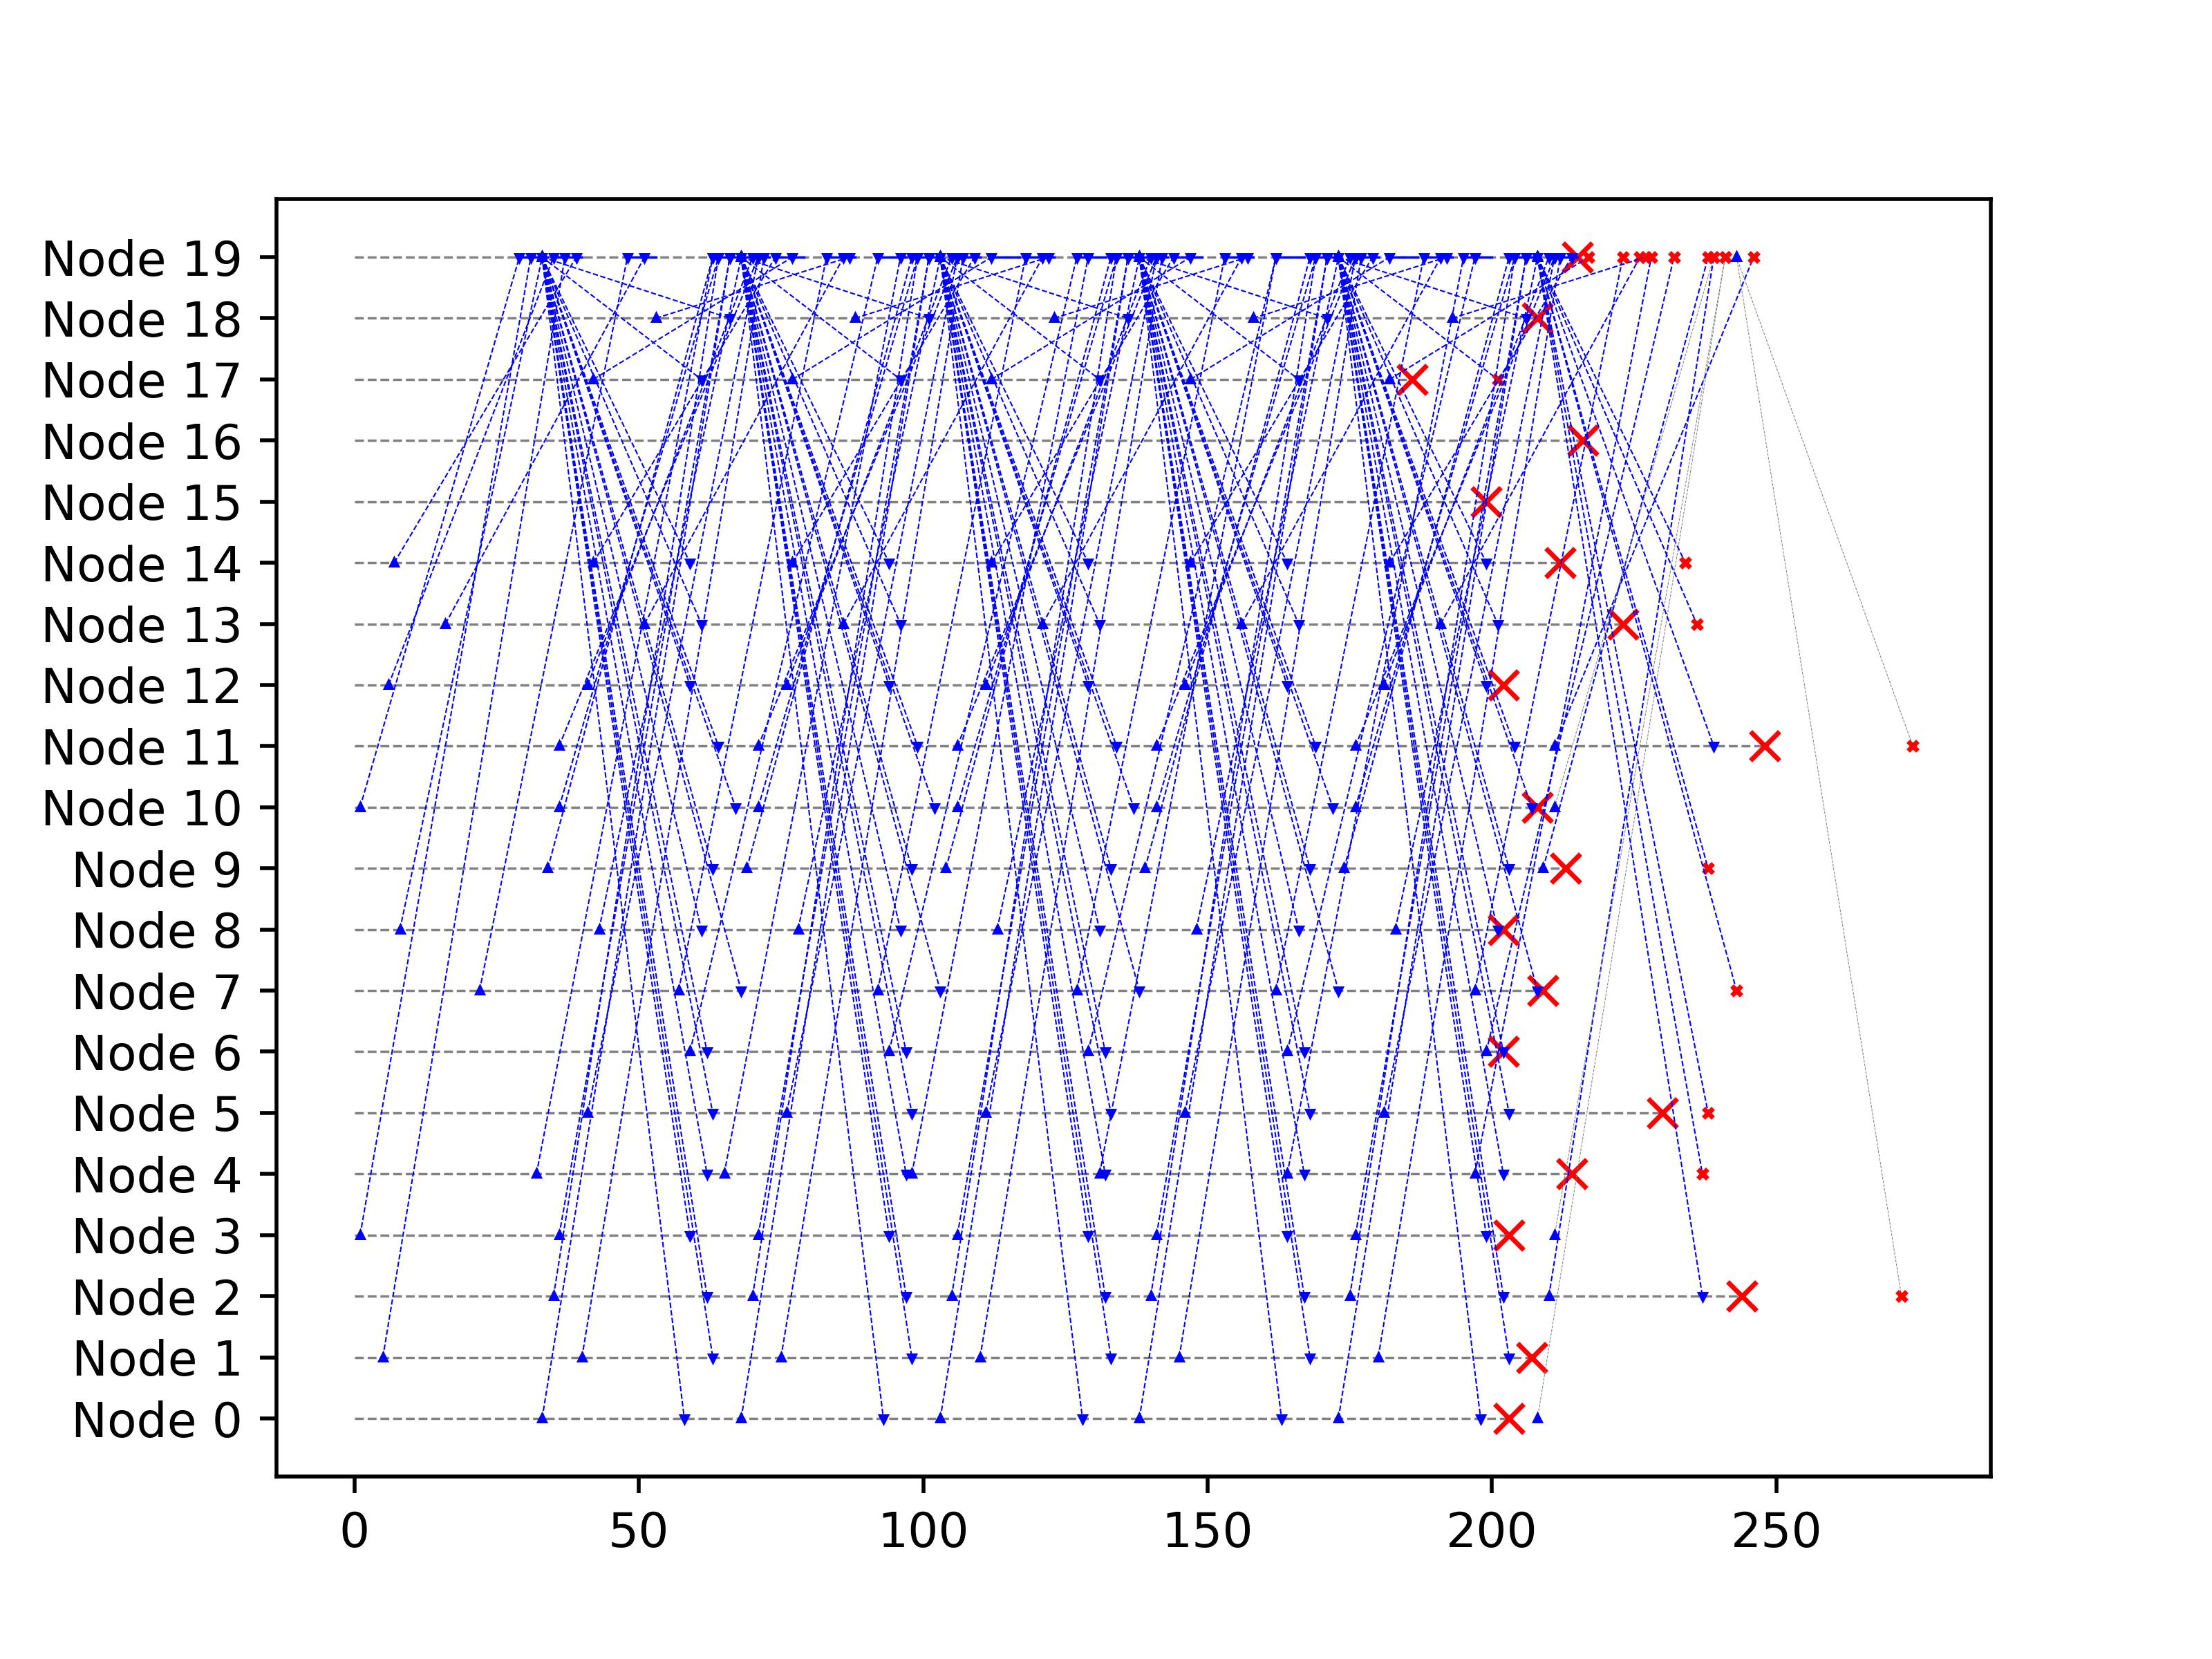 Node 19
Node 18
Node 17
Node 16
Node 15
Node 14
Node 13
Node 12
Node 11
Node 10
Node 9
Node 8
Node 7
Node 6
Node 5
Node 4
Node 3
Node 2
Node 1
Node 0
0 50 100 150 200 250